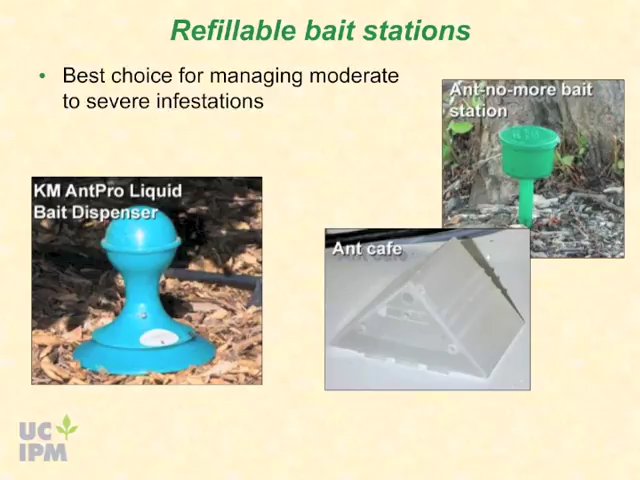 Refillable bait stations
• Best choice for managing moderate
to severe infestations
Ant-no-more bait
station
KM AntPro Liquid
Bait Dispenser
Ant cafe
UC
IPM